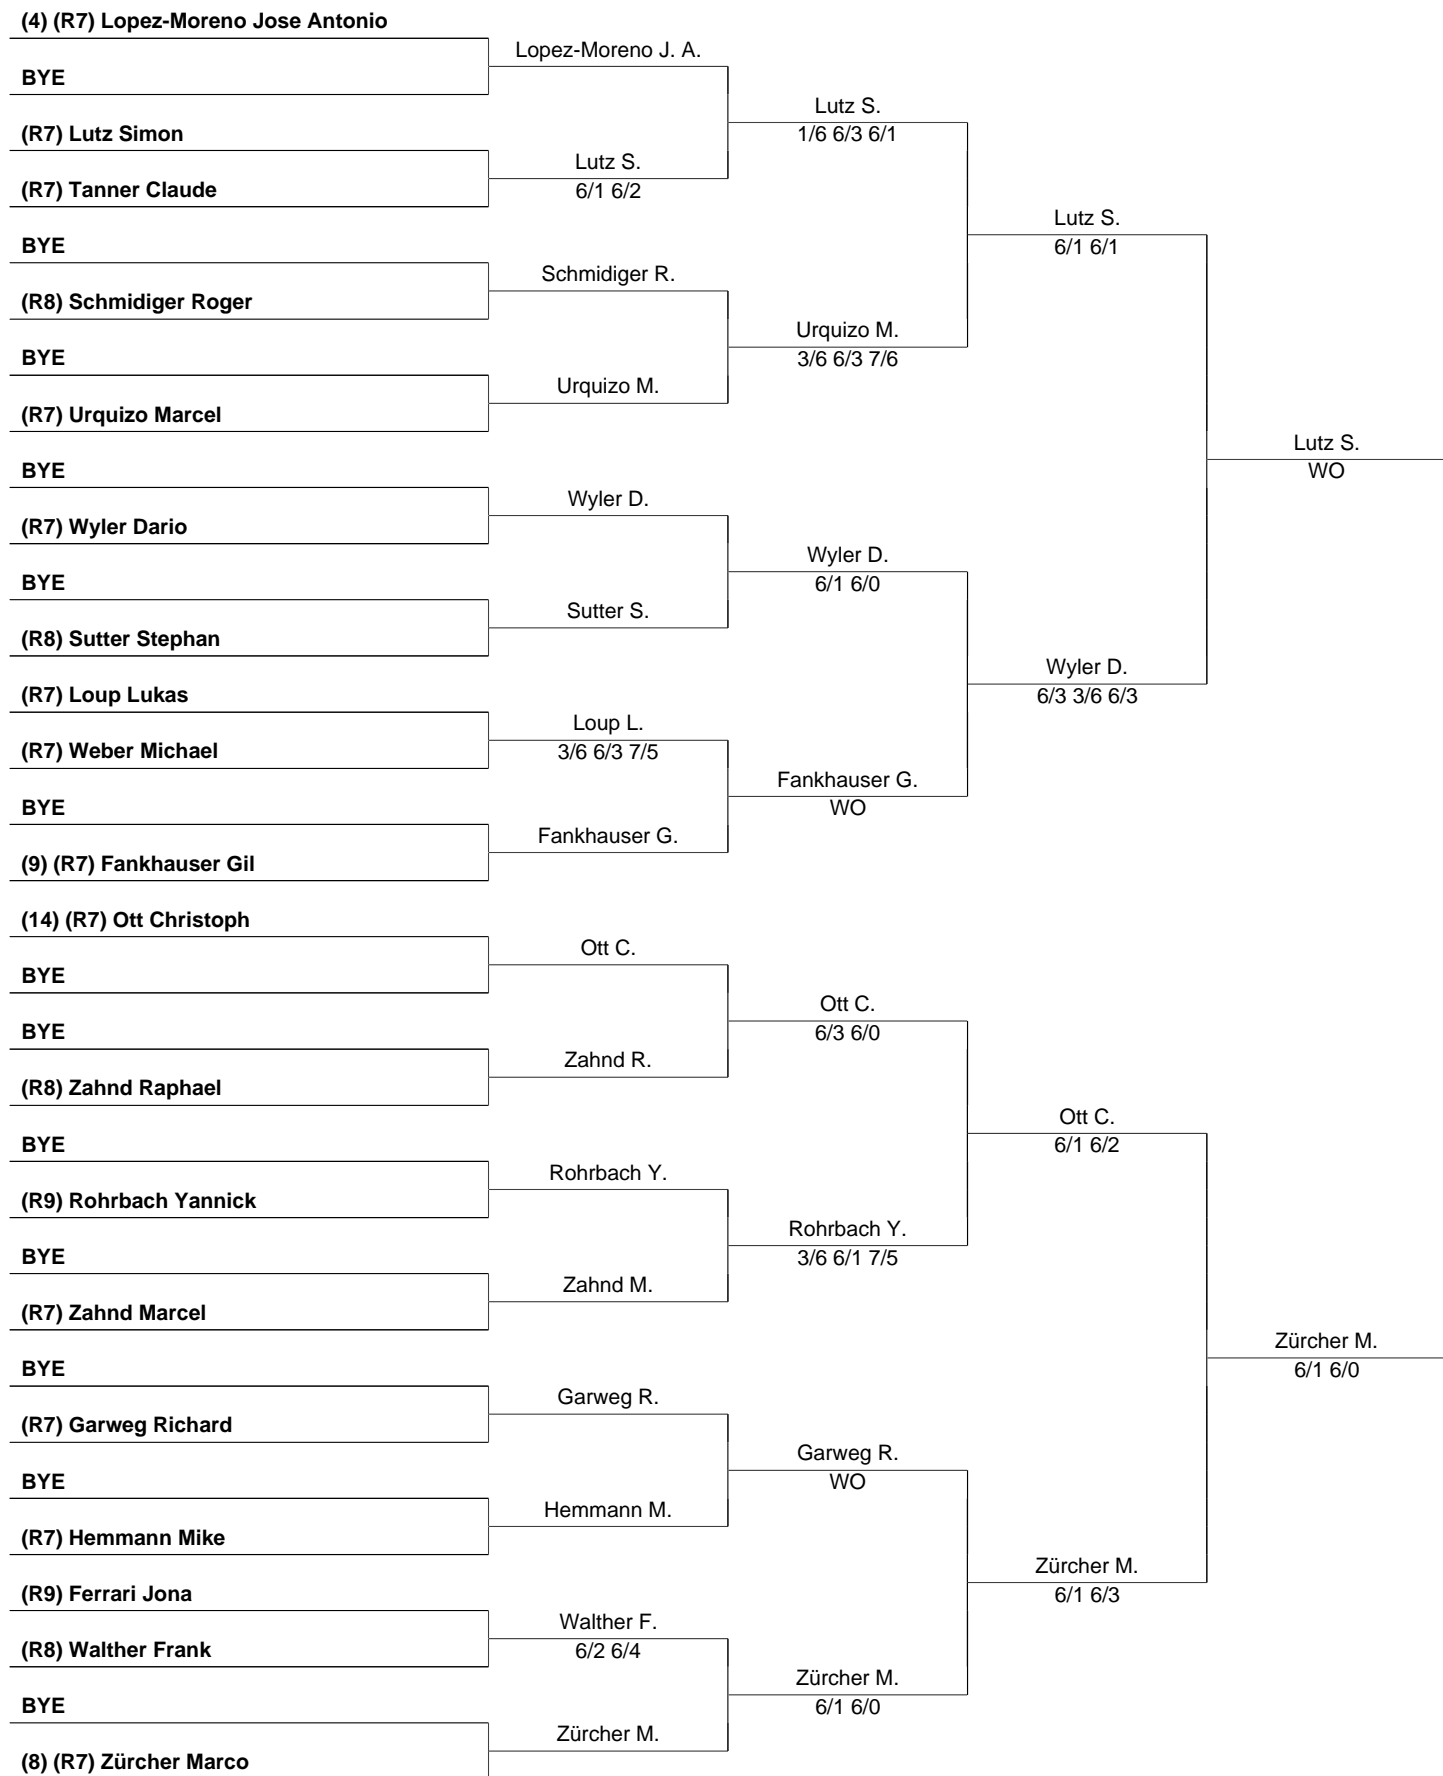 (4) (R7) Lopez-Moreno Jose Antonio
Lopez-Moreno J. A.
BYE
Lutz S.
(R7) Lutz Simon
1/6 6/3 6/1
Lutz S.
(R7) Tanner Claude
6/1 6/2
Lutz S.
BYE
6/1 6/1
Schmidiger R.
(R8) Schmidiger Roger
Urquizo M.
BYE
3/6 6/3 7/6
Urquizo M.
(R7) Urquizo Marcel
Lutz S.
BYE
WO
Wyler D.
(R7) Wyler Dario
Wyler D.
BYE
6/1 6/0
Sutter S.
(R8) Sutter Stephan
Wyler D.
(R7) Loup Lukas
6/3 3/6 6/3
Loup L.
(R7) Weber Michael
3/6 6/3 7/5
Fankhauser G.
BYE
WO
Fankhauser G.
(9) (R7) Fankhauser Gil
(14) (R7) Ott Christoph
Ott C.
BYE
Ott C.
BYE
6/3 6/0
Zahnd R.
(R8) Zahnd Raphael
Ott C.
BYE
6/1 6/2
Rohrbach Y.
(R9) Rohrbach Yannick
Rohrbach Y.
BYE
3/6 6/1 7/5
Zahnd M.
(R7) Zahnd Marcel
Zürcher M.
BYE
6/1 6/0
Garweg R.
(R7) Garweg Richard
Garweg R.
BYE
WO
Hemmann M.
(R7) Hemmann Mike
Zürcher M.
(R9) Ferrari Jona
6/1 6/3
Walther F.
(R8) Walther Frank
6/2 6/4
Zürcher M.
BYE
6/1 6/0
Zürcher M.
(8) (R7) Zürcher Marco